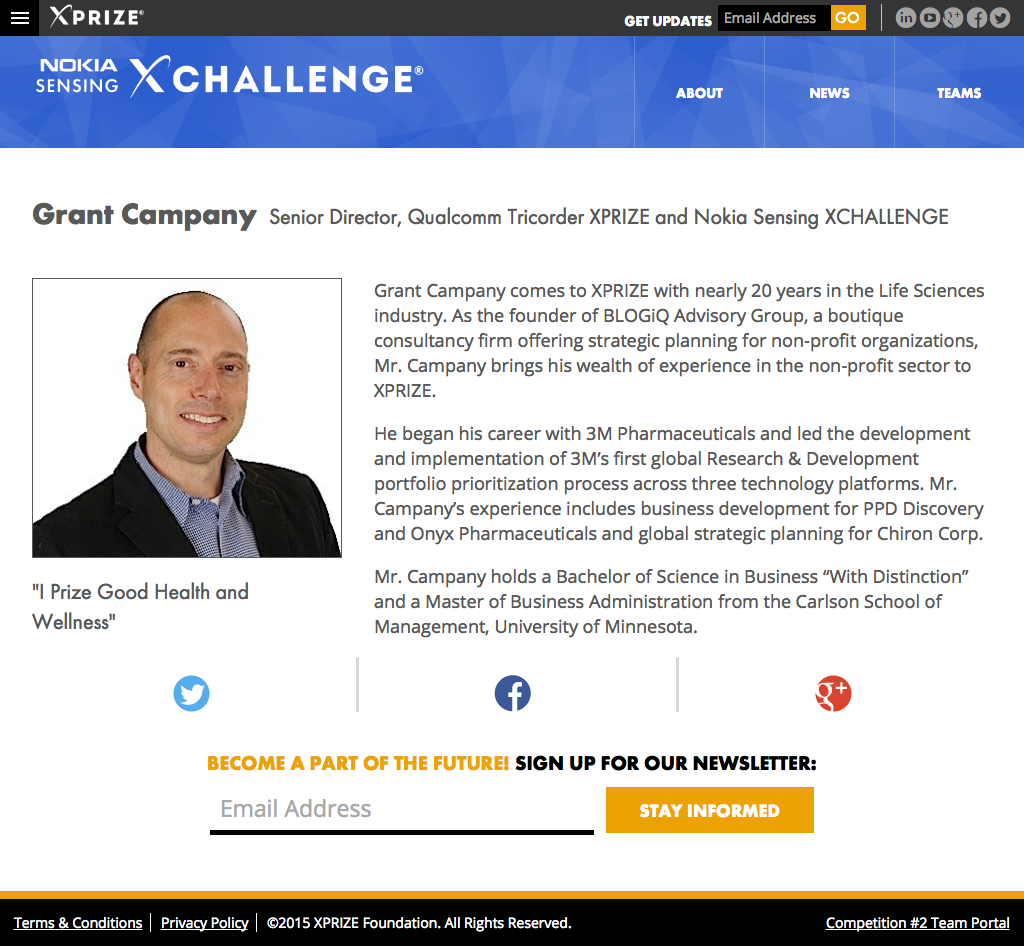 XPRIZE®
GET UPDATES Email Address GO
NOKIA
SENSING XCHALLENGE®
ABOUT NEWS TEAMS
Grant Campany Senior Director, Qualcomm Tricorder XPRIZE and Nokia Sensing XCHALLENGE
Grant Campany comes to XPRIZE with nearly 20 years in the Life Sciences
industry. As the founder of BLOGiQ Advisory Group, a boutique
consultancy firm offering strategic planning for non-profit organizations,
Mr. Campany brings his wealth of experience in the non-profit sector to
XPRIZE.
He began his career with 3M Pharmaceuticals and led the development
and implementation of 3M’s first global Research & Development
portfolio prioritization process across three technology platforms. Mr.
Campany’s experience includes business development for PPD Discovery
and Onyx Pharmaceuticals and global strategic planning for Chiron Corp.
Mr. Campany holds a Bachelor of Science in Business “With Distinction”
and a Master of Business Administration from the Carlson School of
Management, University of Minnesota.
"I Prize Good Health and
Wellness"
BECOME A PART OF THE FUTURE! SIGN UP FOR OUR NEWSLETTER:
Email Address STAY INFORMED
Terms & Conditions Privacy Policy ©2015 XPRIZE Foundation. All Rights Reserved. Competition #2 Team Portal